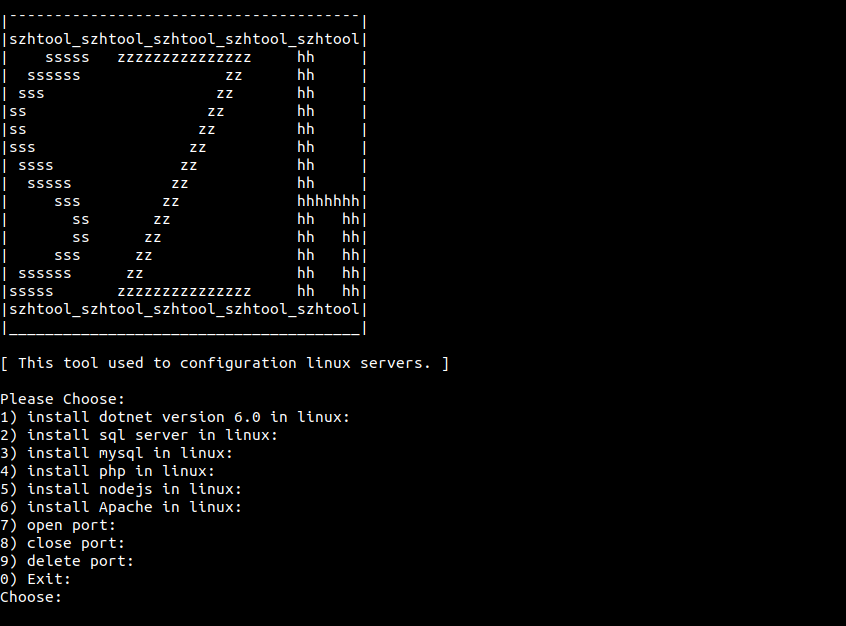 |---------------------------------------|
|szhtool_szhtool_szhtool_szhtool_szhtool|
|    sssss   zzzzzzzzzzzzzzz     hh     |
|  ssssss                zz      hh     |
| sss                   zz       hh     |
|ss                    zz        hh     |
|ss                   zz         hh     |
|sss                 zz          hh     |
| ssss              zz           hh     |
|  sssss           zz            hh     |
|     sss         zz             hhhhhhh|
|       ss       zz              hh   hh|
|       ss      zz               hh   hh|
|     sss      zz                hh   hh|
| ssssss      zz                 hh   hh|
|sssss       zzzzzzzzzzzzzzz     hh   hh|
|szhtool_szhtool_szhtool_szhtool_szhtool|
|_______________________________________|
[ This tool used to configuration linux servers. ]
Please Choose:
1) install dotnet version 6.0 in linux:
2) install sql server in linux:
3) install mysql in linux:
4) install php in linux:
5) install nodejs in linux:
6) install Apache in linux:
7) open port:
8) close port:
9) delete port:
0) Exit:
Choose: